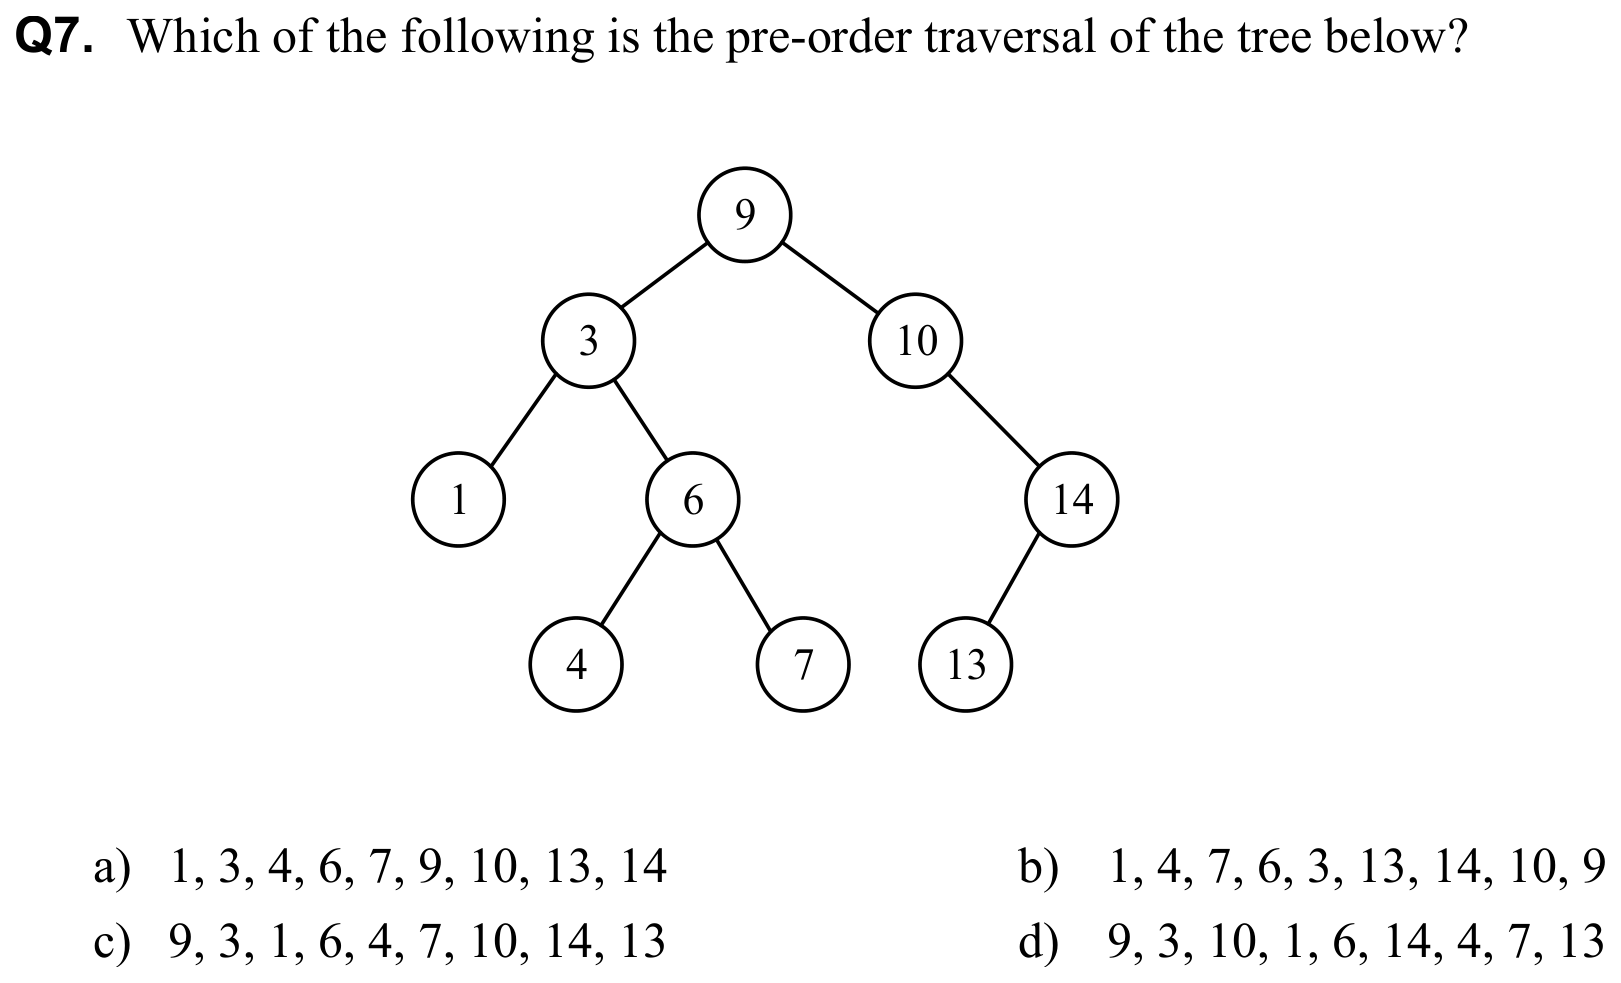 Q7. Which of the following is the pre-order traversal of the tree below?
9
3
10
1
6
14
4
7
13
a) 1, 3, 4, 6, 7, 9, 10, 13, 14
b) 1, 4, 7, 6, 3, 13, 14, 10, 9
c) 9, 3, 1, 6, 4, 7, 10, 14, 13
d) 9, 3, 10, 1, 6, 14, 4, 7, 13